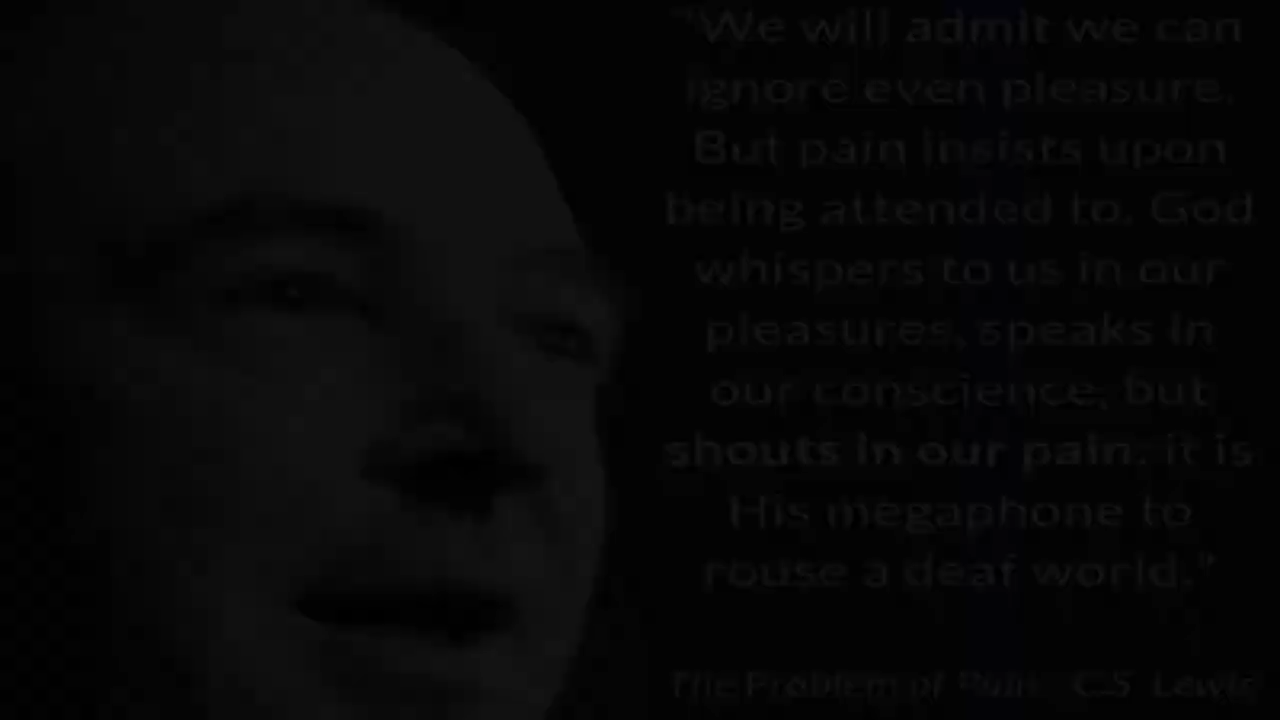 "We will admit we can
ignore even pleasure.
But pain insists upon
being attended to. God
whispers to us in our
pleasures, speaks in
our conscience, but
shouts in our pain: it is
His megaphone to
rouse a deaf world."
The Problem of Pain C.S Lewis